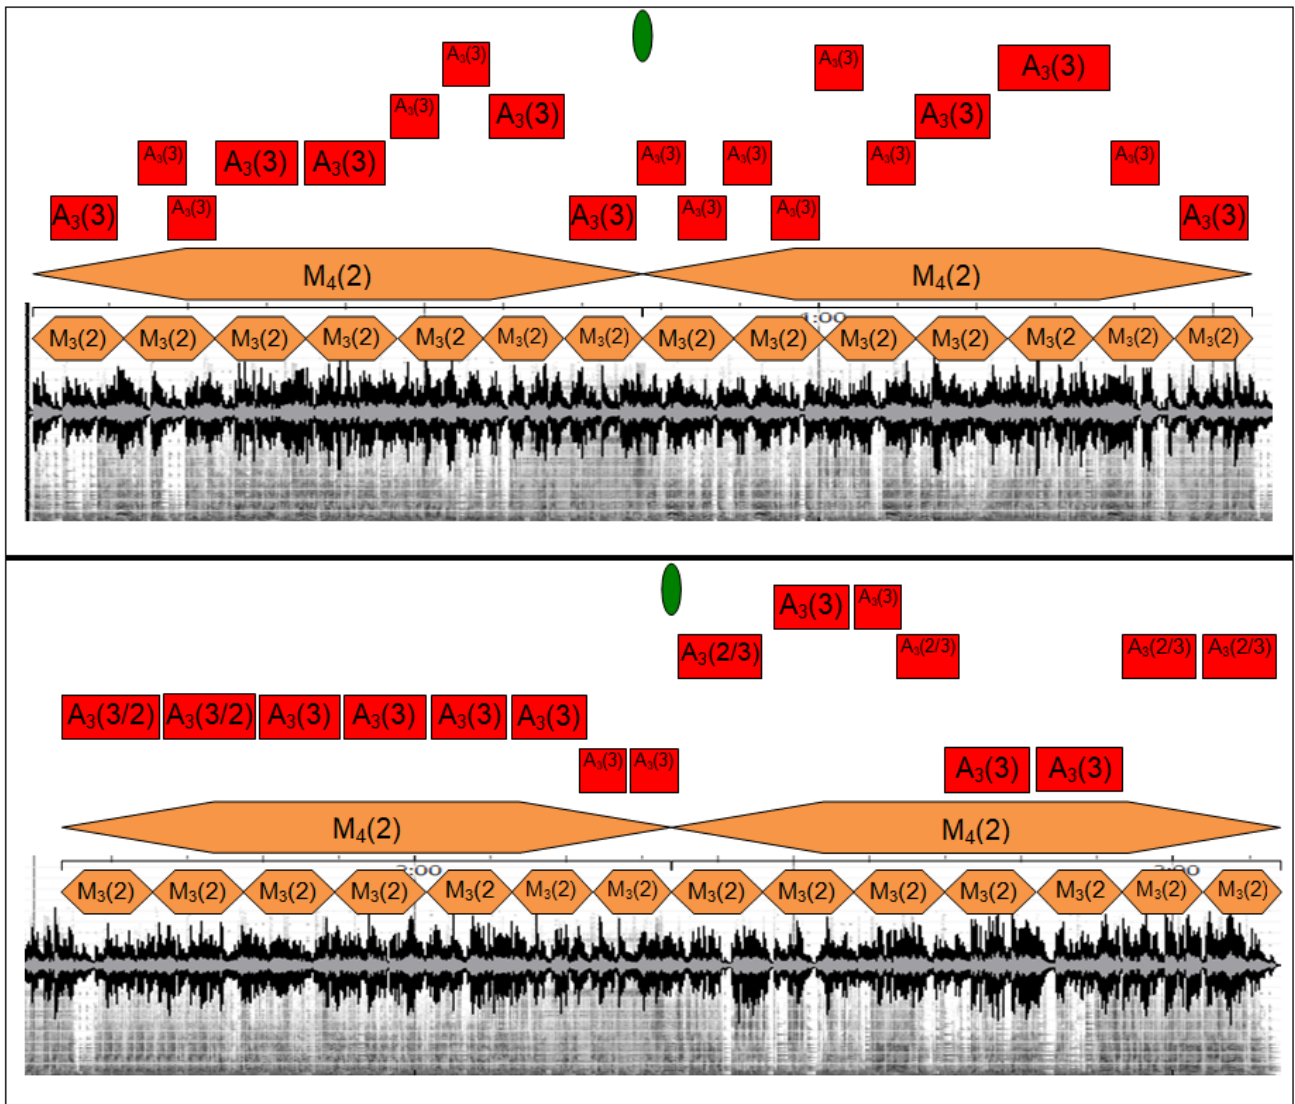 A₃(3) A₃(3) A₃(3)
A₃(3) A₃(3) A₃(3)
A₃(3) A₃(3) A₃(3) A₃(3) A₃(3) A₃(3) A₃(3)
A₃(3) A₃(3) A₃(3) A₃(3) A₃(3) A₃(3)
M₄(2) M₄(2)
1:00
M₃(2) M₃(2) M₃(2) M₃(2) M₃(2 M₃(2) M₃(2) M₃(2) M₃(2) M₃(2) M₃(2) M₃(2 M₃(2) M₃(2)
A₃(3) A₃(3)
A₃(2/3) A₃(2/3) A₃(2/3) A₃(2/3)
A₃(3/2) A₃(3/2) A₃(3) A₃(3) A₃(3) A₃(3)
A₃(3) A₃(3) A₃(3) A₃(3)
M₄(2) M₄(2)
M₃(2) M₃(2) M₃(2) M₃(2) M₃(2 M₃(2) M₃(2) M₃(2) M₃(2) M₃(2) M₃(2) M₃(2 M₃(2) M₃(2)